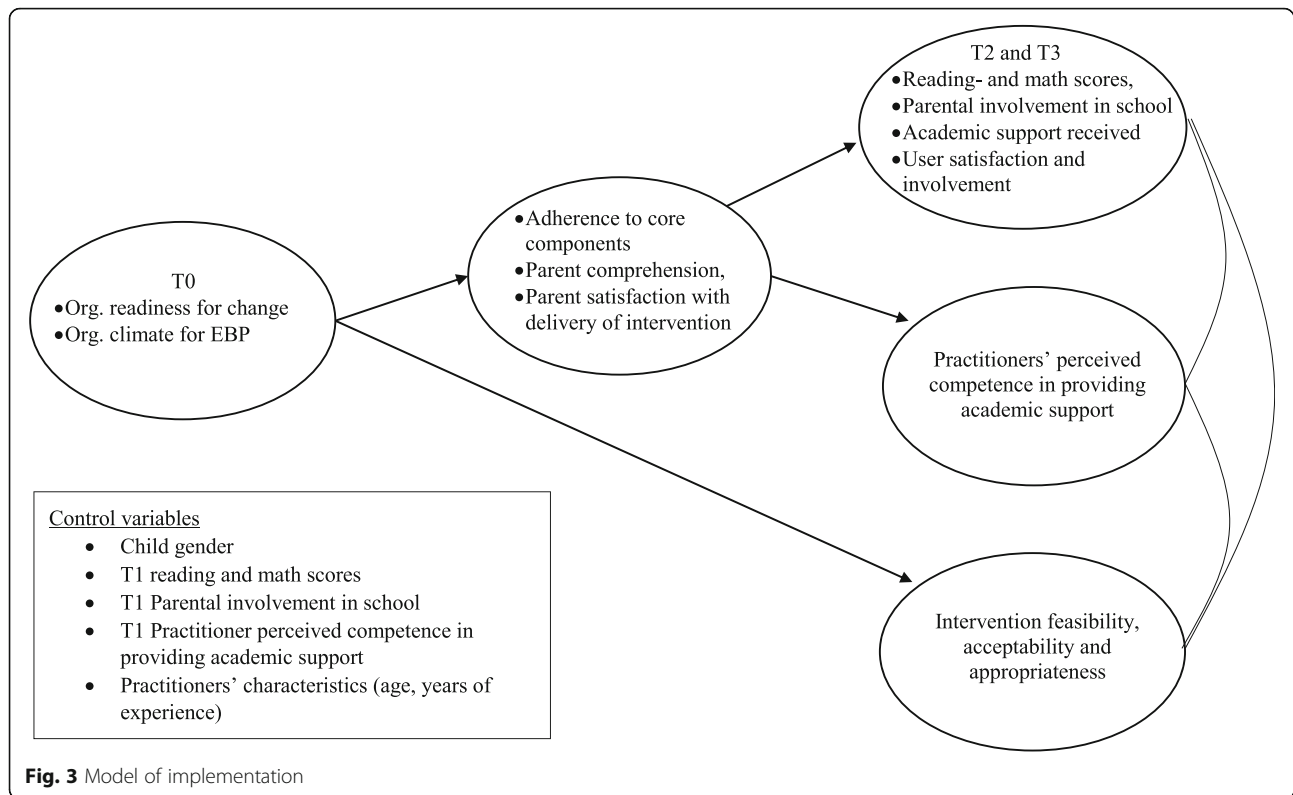 T0
•Org. readiness for change
•Org. climate for EBP
•Adherence to core
components
•Parent comprehension,
•Parent satisfaction with
delivery of intervention
T2 and T3
•Reading- and math scores,
•Parental involvement in school
•Academic support received
•User satisfaction and
involvement
Practitioners' perceived
competence in providing
academic support
Intervention feasibility,
acceptability and
appropriateness
Control variables
• Child gender
• T1 reading and math scores
• T1 Parental involvement in school
• T1 Practitioner perceived competence in
providing academic support
• Practitioners' characteristics (age, years of
experience)
Fig. 3 Model of implementation